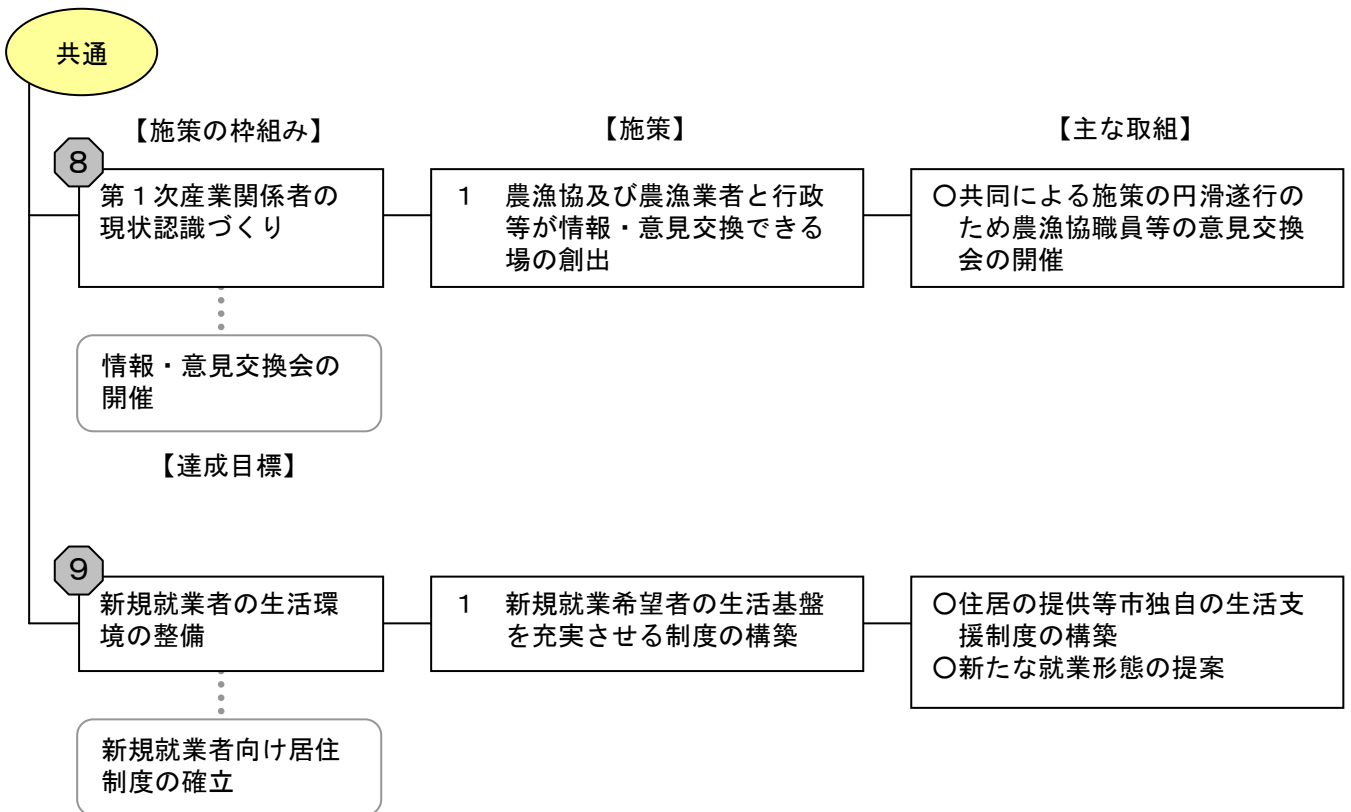 共通
【施策の枠組み】
【施策】
【主な取組】
8
第1次産業関係者の
現状認識づくり
1 農漁協及び農漁業者と行政
等が情報・意見交換できる
場の創出
〇共同による施策の円滑遂行の
ため農漁協職員等の意見交換
会の開催
情報・意見交換会の
開催
【達成目標】
9
新規就業者の生活環
境の整備
1 新規就業希望者の生活基盤
を充実させる制度の構築
〇住居の提供等市独自の生活支
援制度の構築
〇新たな就業形態の提案
新規就業者向け居住
制度の確立